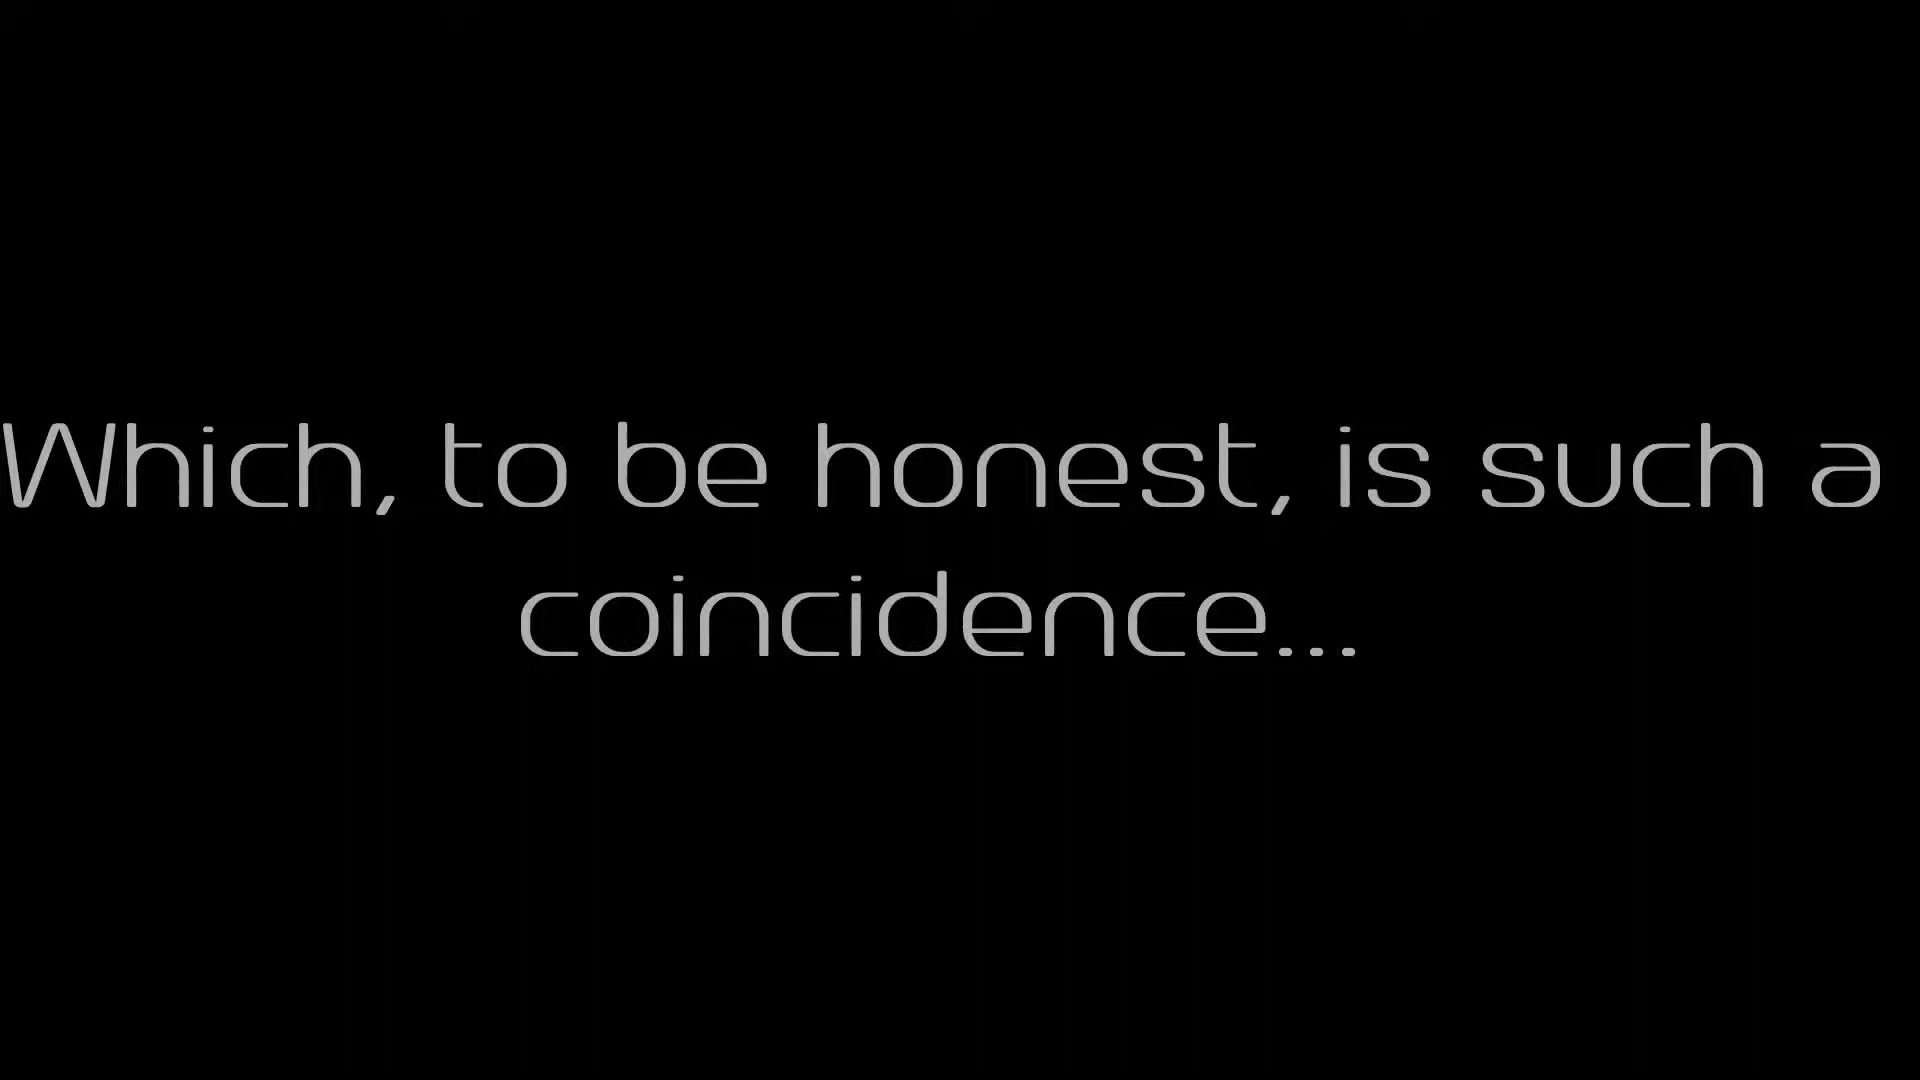 Which, to be honest, is such a
coincidence...